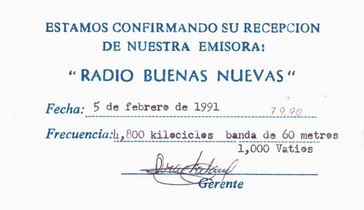 ESTAMOS CONFIRMANDO SU RECEPCION
DE NUESTRA EMISORA:
"RADIO BUENAS NUEVAS"
Fecha: 5 de febrero de 1991
Frecuencia: 4,800 kilociclos banda de 60 metros
1,000 Vatios
Gerente